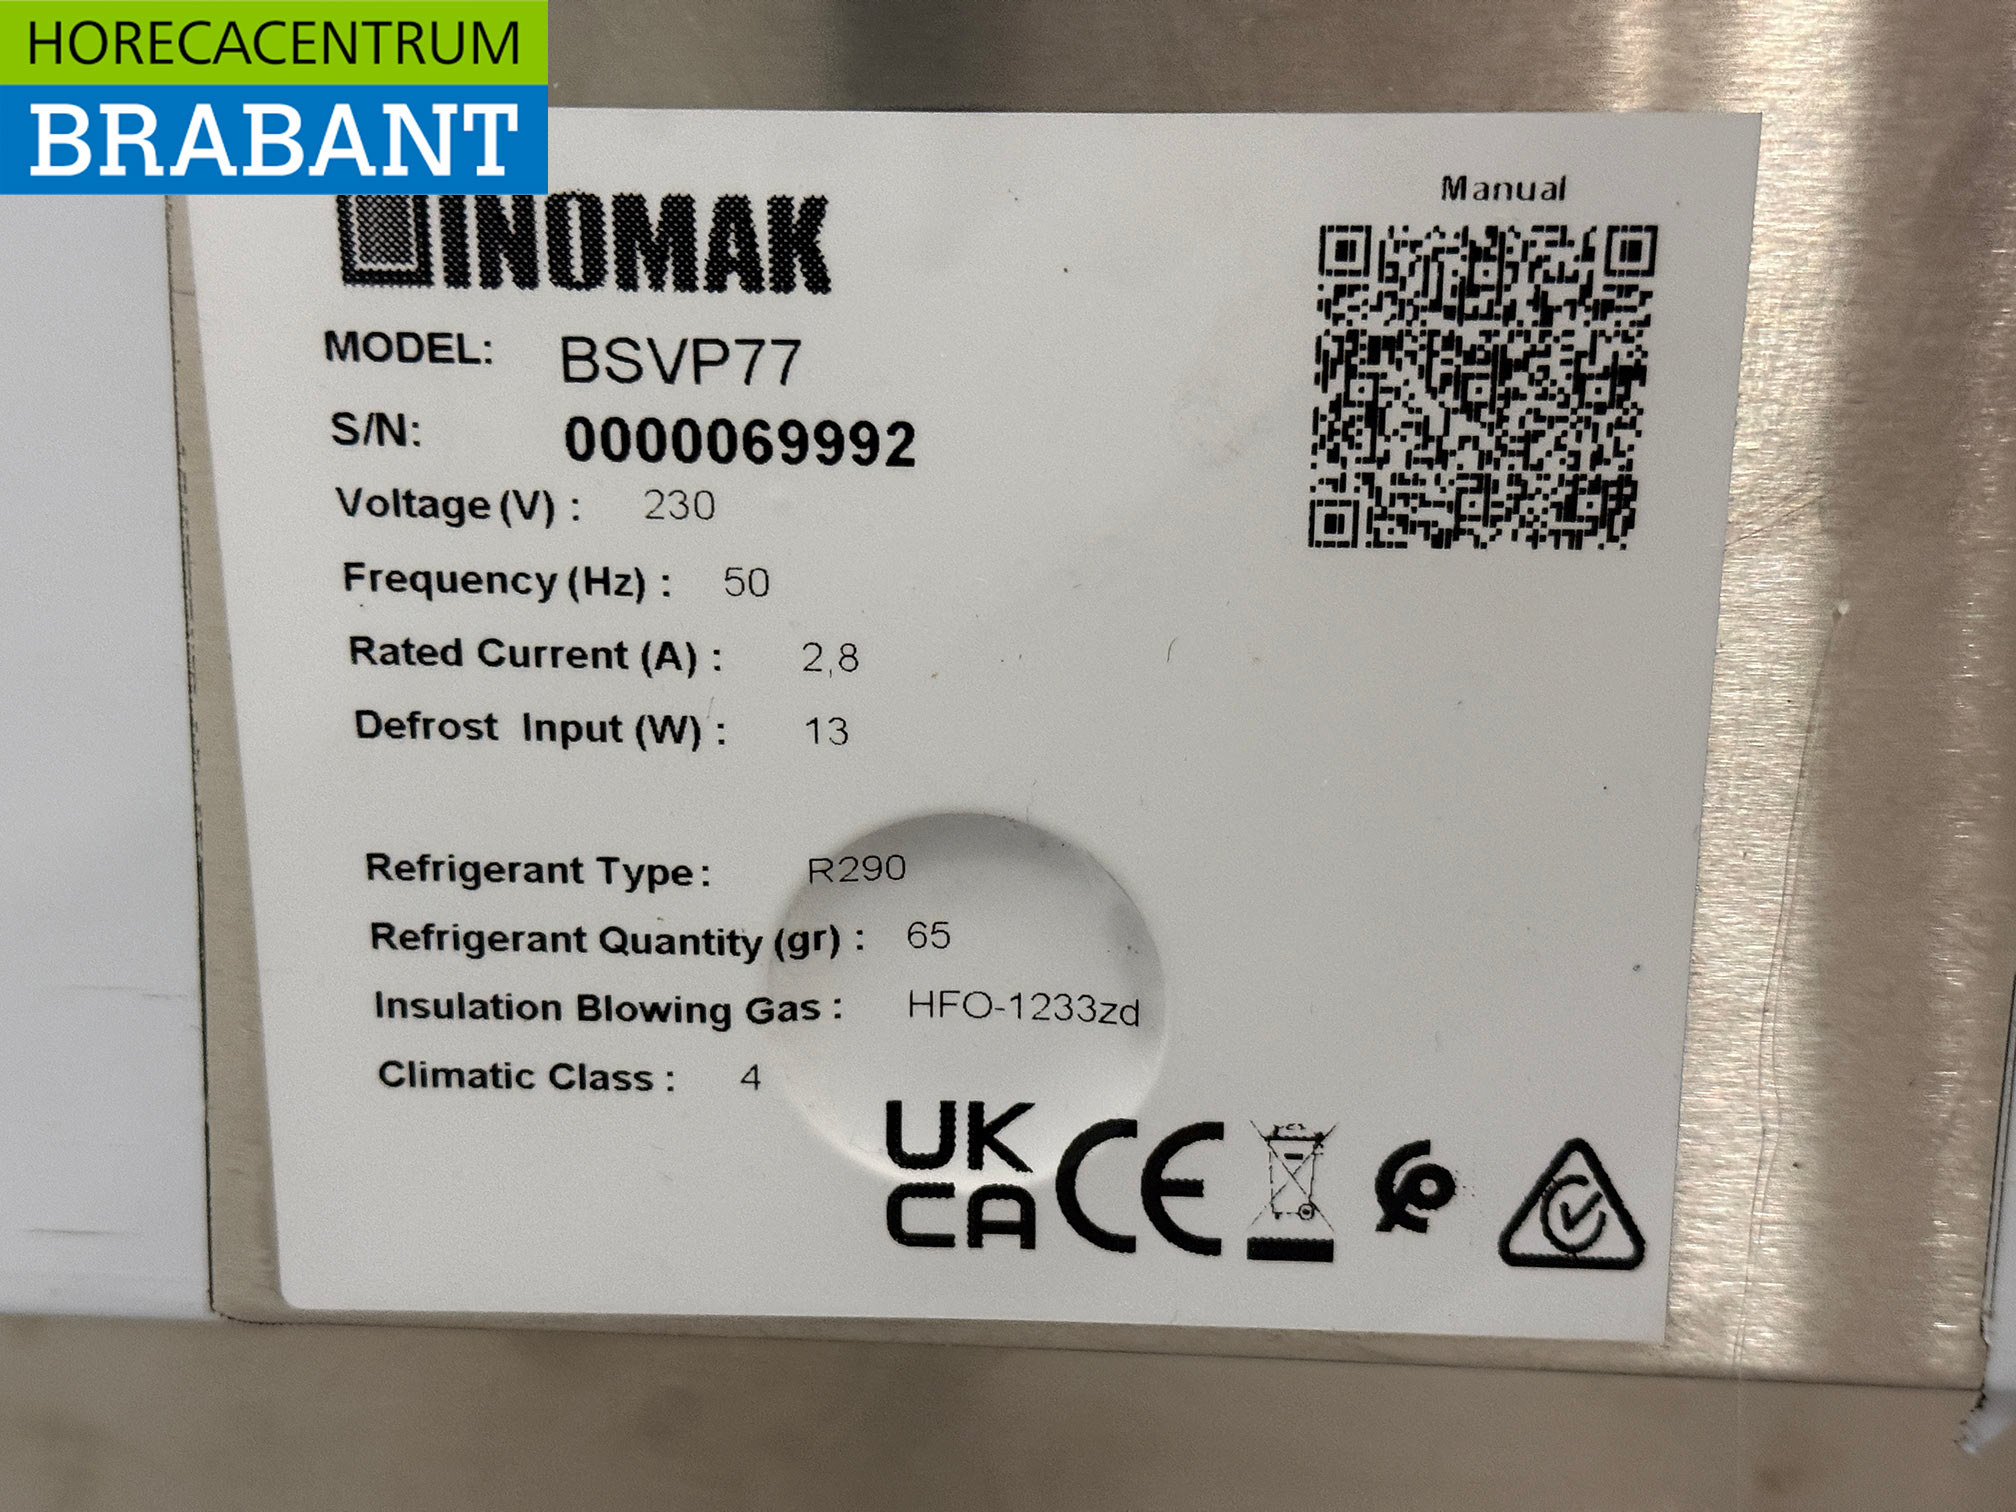 HORECACENTRUM
BRABANT
INOMAK
Manual
MODEL: BSVP77
S/N: 0000069992
Voltage (V) : 230
Frequency (Hz) : 50
Rated Current (A) : 2,8
Defrost Input (W) : 13
Refrigerant Type: R290
Refrigerant Quantity (gr) : 65
Insulation Blowing Gas : HFO-1233zd
Climatic Class : 4
UK
CA CE